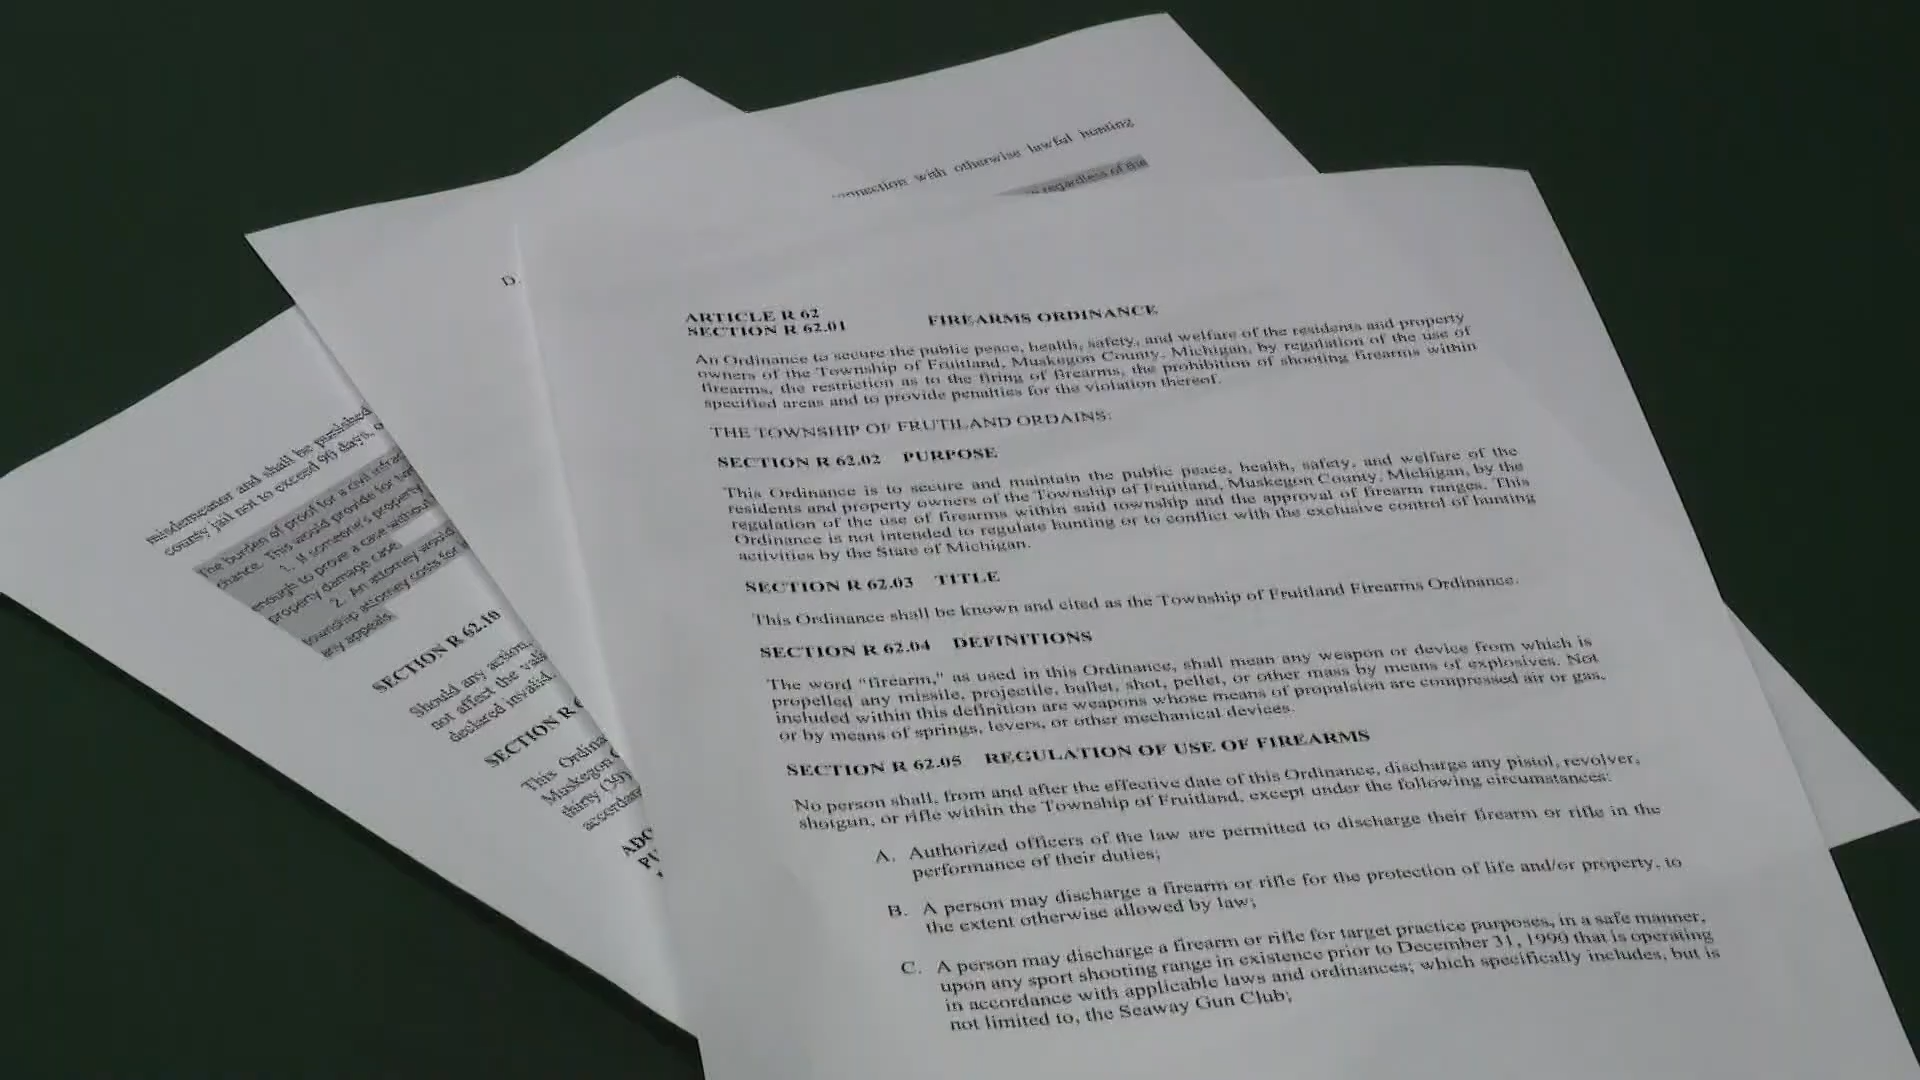 connection with otherwise lawful hunting
regardless of the
D.
ARTICLE R 62
SECTION R 62.01 FIREARMS ORDINANCE
An Ordinance to secure the public peace, health, safety, and welfare of the residents and property
owners of the Township of Fruitland, Muskegon County, Michigan, by regulation of the use of
firearms, the restriction as to the firing of firearms, the prohibition of shooting firearms within
specified areas and to provide penalties for the violation thereof.
THE TOWNSHIP OF FRUTILAND ORDAINS:
SECTION R 62.02 PURPOSE
This Ordinance is to secure and maintain the public peace, health, safety, and welfare of the
residents and property owners of the Township of Fruitland, Muskegon County, Michigan, by the
regulation of the use of firearms within said township and the approval of firearm ranges. This
Ordinance is not intended to regulate hunting or to conflict with the exclusive control of hunting
activities by the State of Michigan.
SECTION R 62.03 TITLE
This Ordinance shall be known and cited as the Township of Fruitland Firearms Ordinance.
SECTION R 62.04 DEFINITIONS
The word “firearm,” as used in this Ordinance, shall mean any weapon or device from which is
propelled any missile, projectile, bullet, shot, pellet, or other mass by means of explosives. Not
included within this definition are weapons whose means of propulsion are compressed air or gas,
or by means of springs, levers, or other mechanical devices.
SECTION R 62.05 REGULATION OF USE OF FIREARMS
No person shall, from and after the effective date of this Ordinance, discharge any pistol, revolver,
shotgun, or rifle within the Township of Fruitland, except under the following circumstances:
A. Authorized officers of the law are permitted to discharge their firearm or rifle in the
performance of their duties;
B. A person may discharge a firearm or rifle for the protection of life and/or property, to
the extent otherwise allowed by law;
C. A person may discharge a firearm or rifle for target practice purposes, in a safe manner,
upon any sport shooting range in existence prior to December 31, 1990 that is operating
in accordance with applicable laws and ordinances; which specifically includes, but is
not limited to, the Seaway Gun Club;
misdemeanor and shall be punished
county jail not to exceed 90 days, o
The burden of proof for a civil infrac
chance. This would provide for
1. If someone's property
enough to prove a case without
property damage case.
2. An attorney would
township attorney costs for
any appeals.
SECTION R 62.10
Should any action,
not affect the vali
declared invalid.
SECTION R 6
This Ordina
Muskegon C
thirty (30)
accordan
ADO
PU